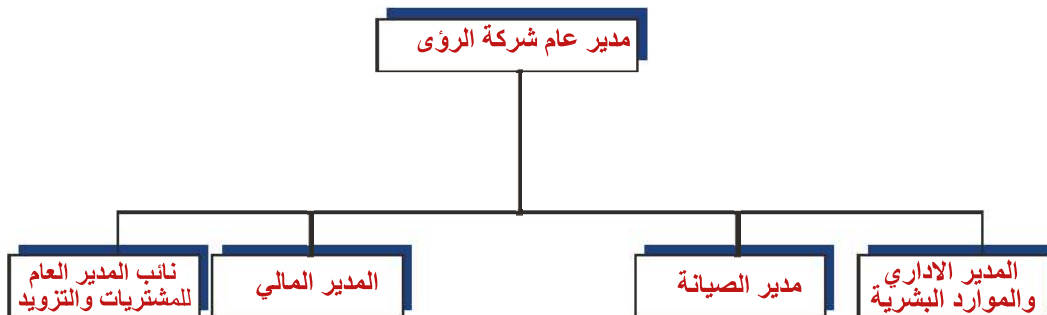 مدير عام شركة الرؤى
المدير الاداري
والموارد البشرية
مدير الصيانة
المدير المالي
نائب المدير العام
للمشتريات والتزويد